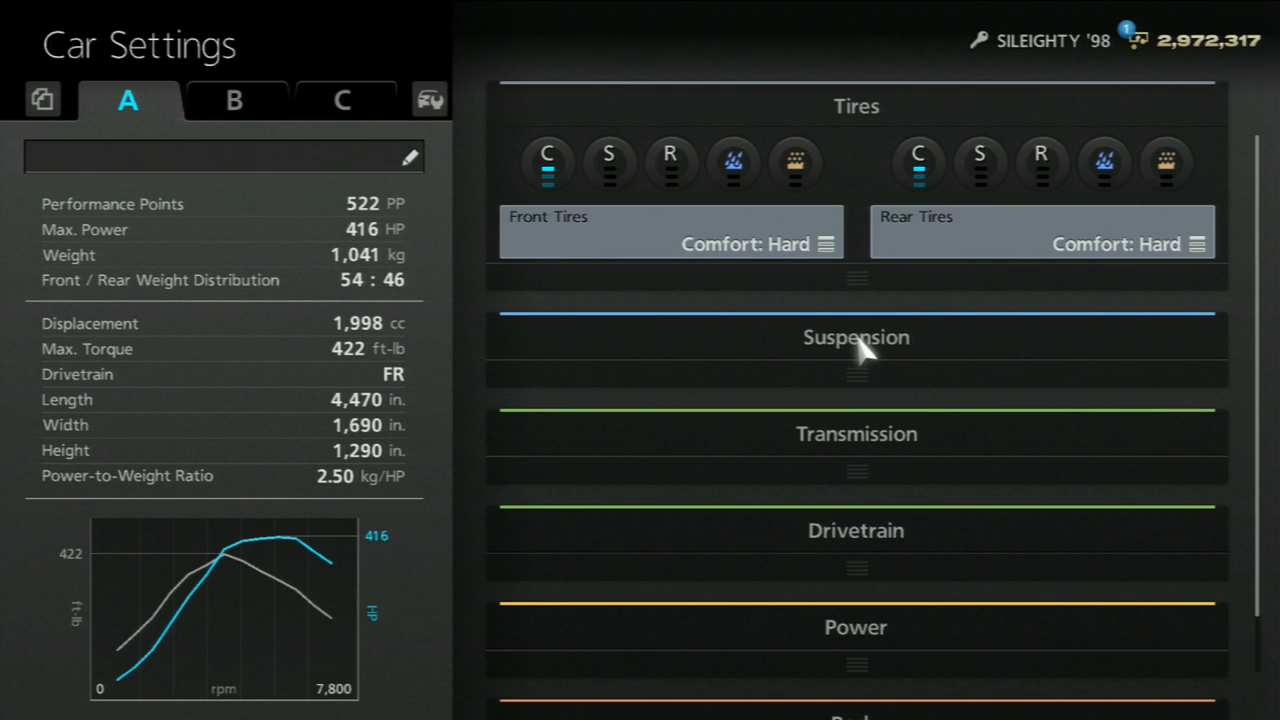 Car Settings
SILEIGHTY '98 1 2,972,317
A B C
Performance Points 522 PP
Max. Power 416 HP
Weight 1,041 kg
Front / Rear Weight Distribution 54 : 46
Displacement 1,998 cc
Max. Torque 422 ft-lb
Drivetrain FR
Length 4,470 in.
Width 1,690 in.
Height 1,290 in.
Power-to-Weight Ratio 2.50 kg/HP
422 416
ft-lb HP
0 rpm 7,800
Tires
C S R C S R
Front Tires Rear Tires
Comfort: Hard Comfort: Hard
Suspension
Transmission
Drivetrain
Power